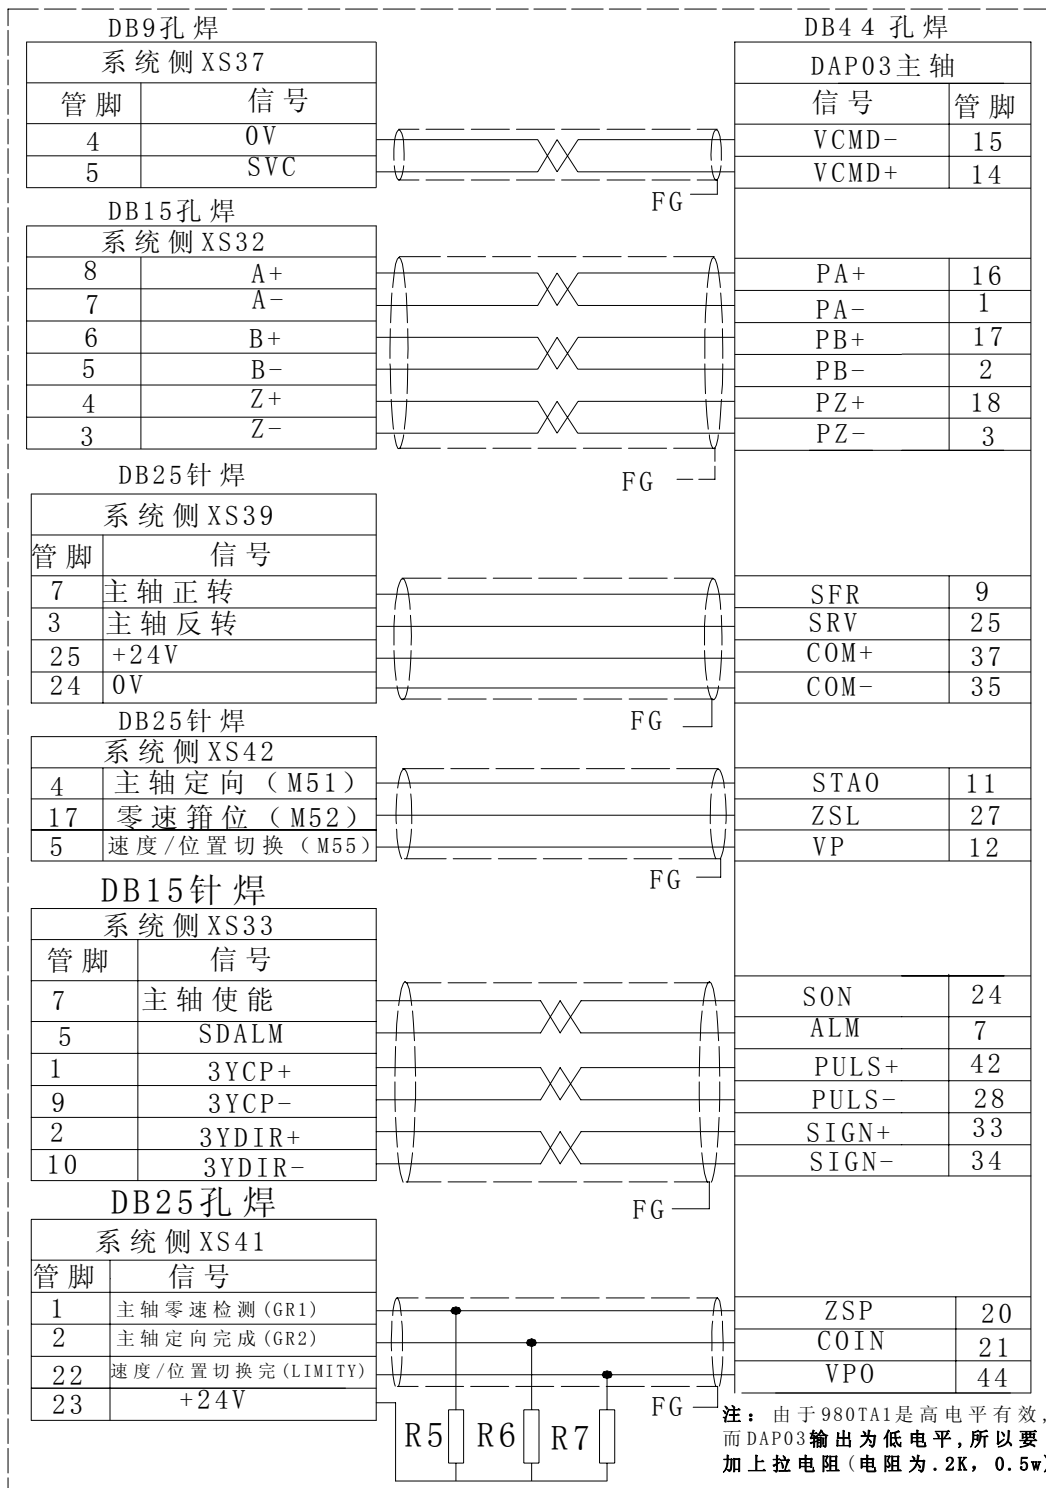 DB9孔焊
DB44孔焊
系统侧XS37
DAP03主轴
管脚 信号
信号 管脚
4 0V
VCMD- 15
5 SVC
VCMD+ 14
FG
DB15孔焊
系统侧XS32
8 A+
PA+ 16
7 A-
PA- 1
6 B+
PB+ 17
5 B-
PB- 2
4 Z+
PZ+ 18
3 Z-
PZ- 3
FG
DB25针焊
系统侧XS39
管脚 信号
7 主轴正转
SFR 9
3 主轴反转
SRV 25
25 +24V
COM+ 37
24 0V
COM- 35
FG
DB25针焊
系统侧XS42
4 主轴定向（M51）
STAO 11
17 零速箝位（M52）
ZSL 27
5 速度/位置切换（M55）
VP 12
FG
DB15针焊
系统侧XS33
管脚 信号
7 主轴使能
SON 24
5 SDALM
ALM 7
1 3YCP+
PULS+ 42
9 3YCP-
PULS- 28
2 3YDIR+
SIGN+ 33
10 3YDIR-
SIGN- 34
FG
DB25孔焊
系统侧XS41
管脚 信号
1 主轴零速检测(GR1)
ZSP 20
2 主轴定向完成(GR2)
COIN 21
22 速度/位置切换完(LIMITY)
VPO 44
23 +24V
FG
R5 R6 R7
注：由于980TA1是高电平有效，
而DAP03输出为低电平，所以要
加上拉电阻(电阻为.2K，0.5w)